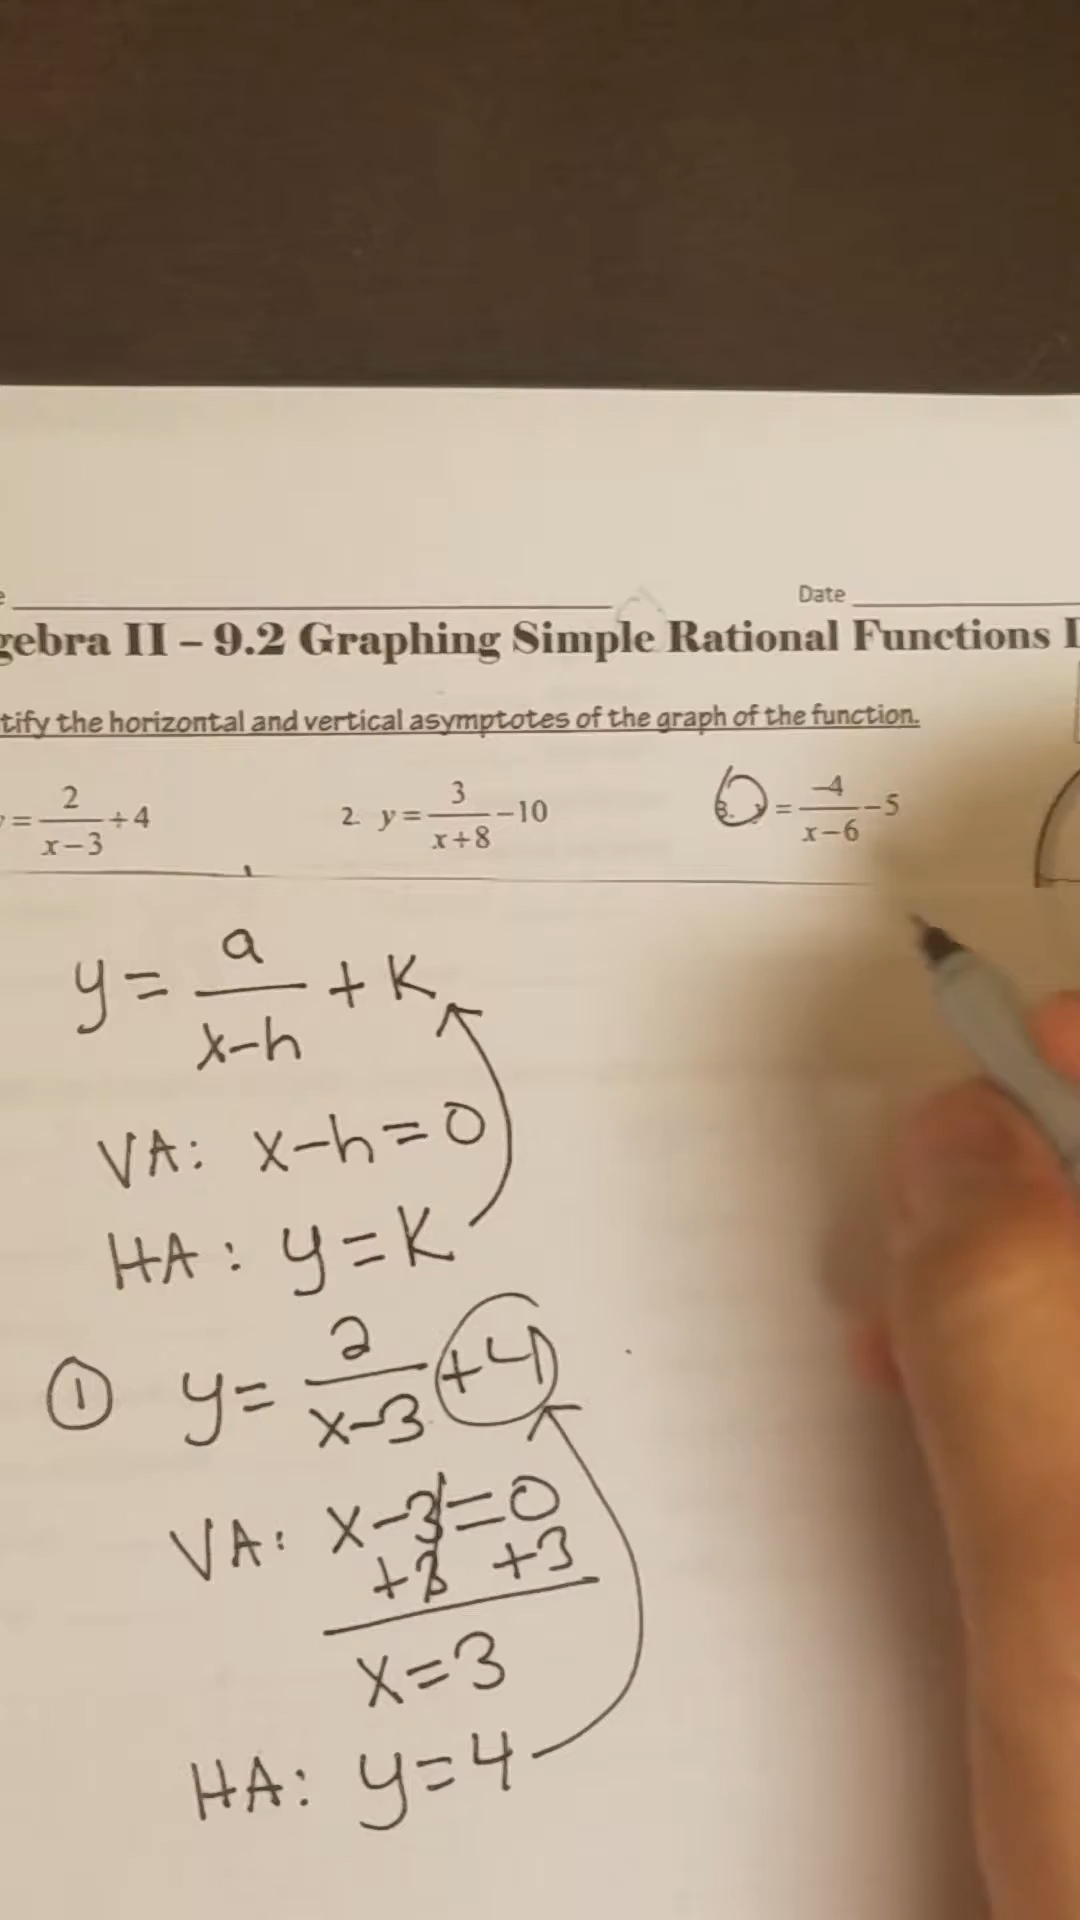 Date
gebra II – 9.2 Graphing Simple Rational Functions
tify the horizontal and vertical asymptotes of the graph of the function.
= 2/(x−3) + 4
2. y = 3/(x+8) − 10
3. y = −4/(x−6) − 5
y = a/(x−h) + K
VA: x−h=0
HA: y=K
① y = 2/(x−3) +4
VA: x−3=0
+3 +3
x=3
HA: y=4